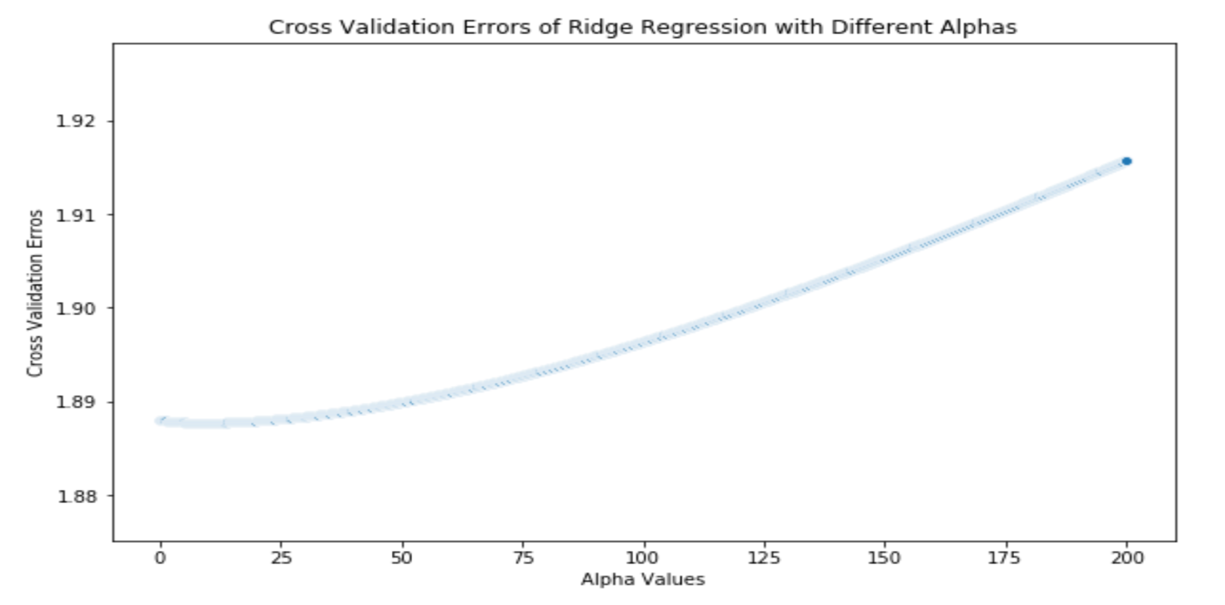 Cross Validation Errors of Ridge Regression with Different Alphas
Cross Validation Erros
1.92
1.91
1.90
1.89
1.88
0 25 50 75 100 125 150 175 200
Alpha Values